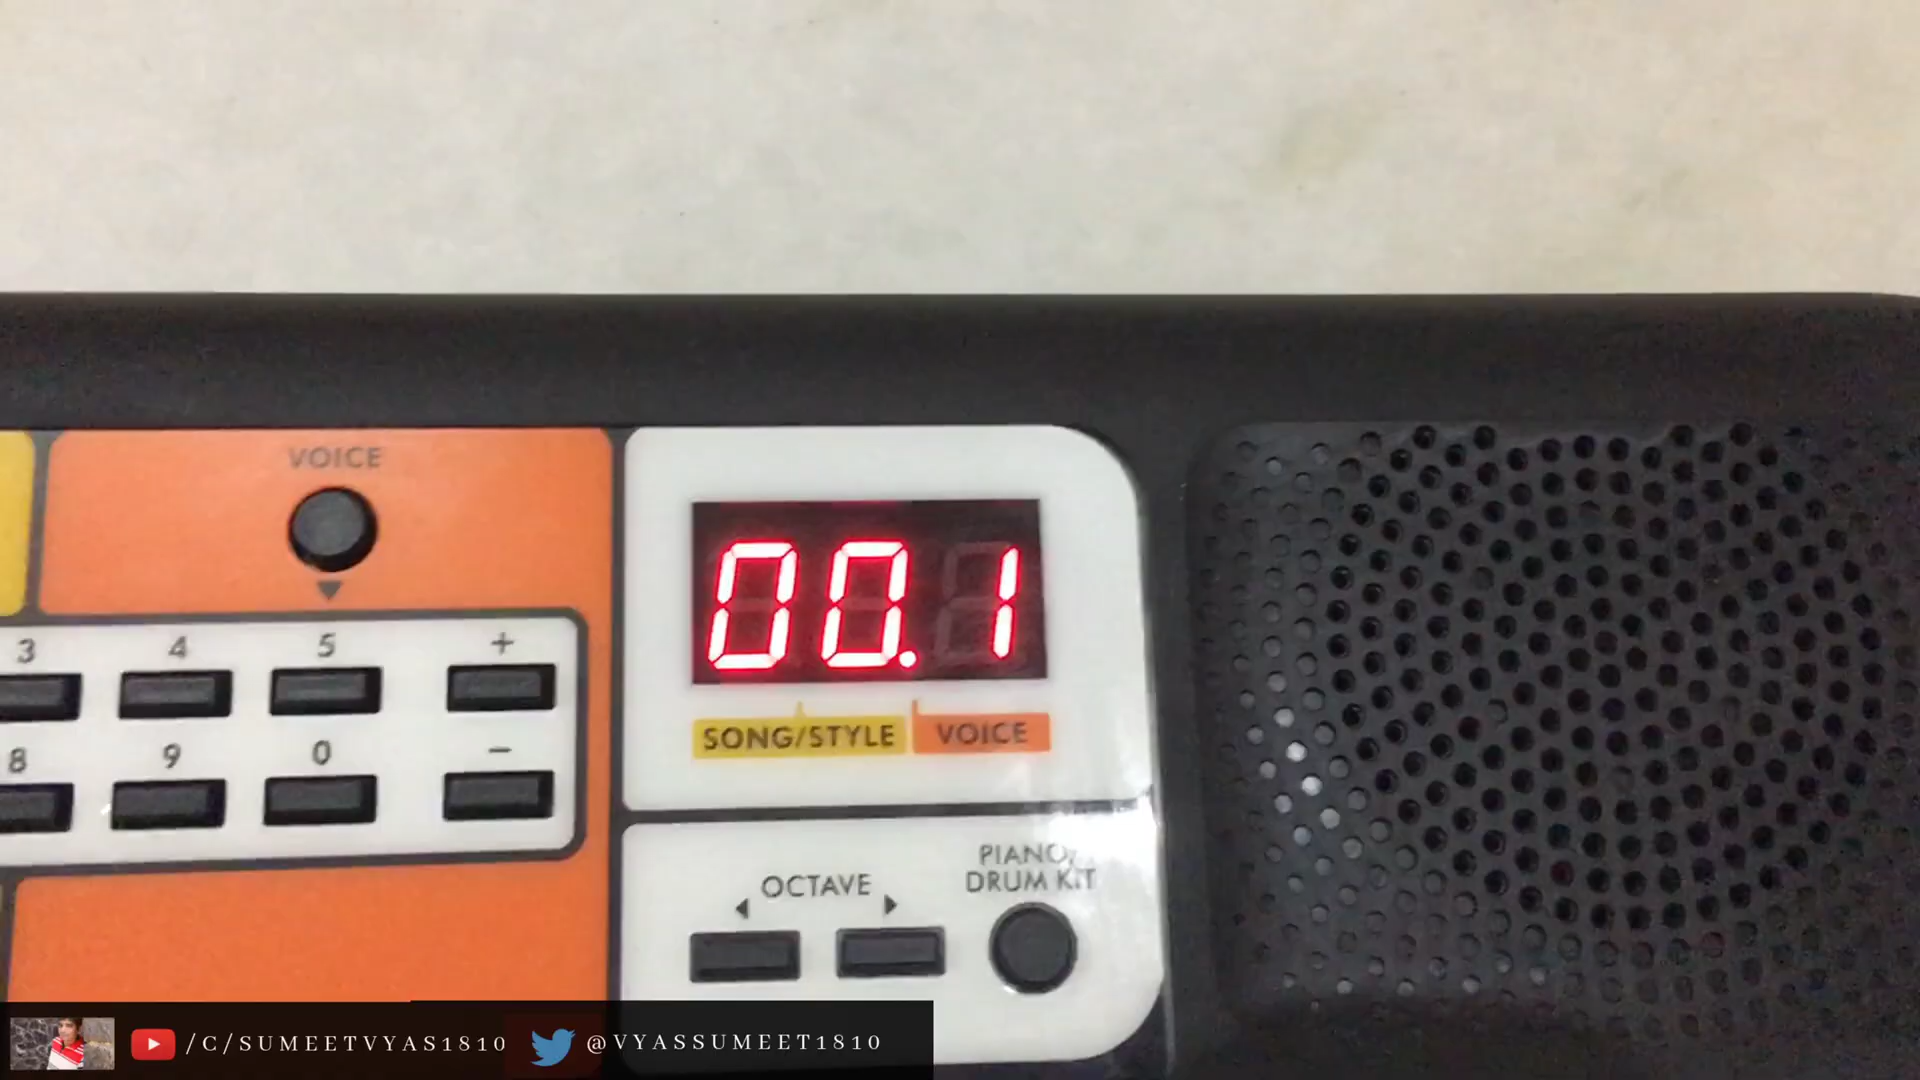 VOICE
3 4 5 +
8 9 0 −
00.1
SONG/STYLE VOICE
OCTAVE
PIANO/
DRUM KIT
/C/SUMEETVYAS1810 @VYASSUMEET1810